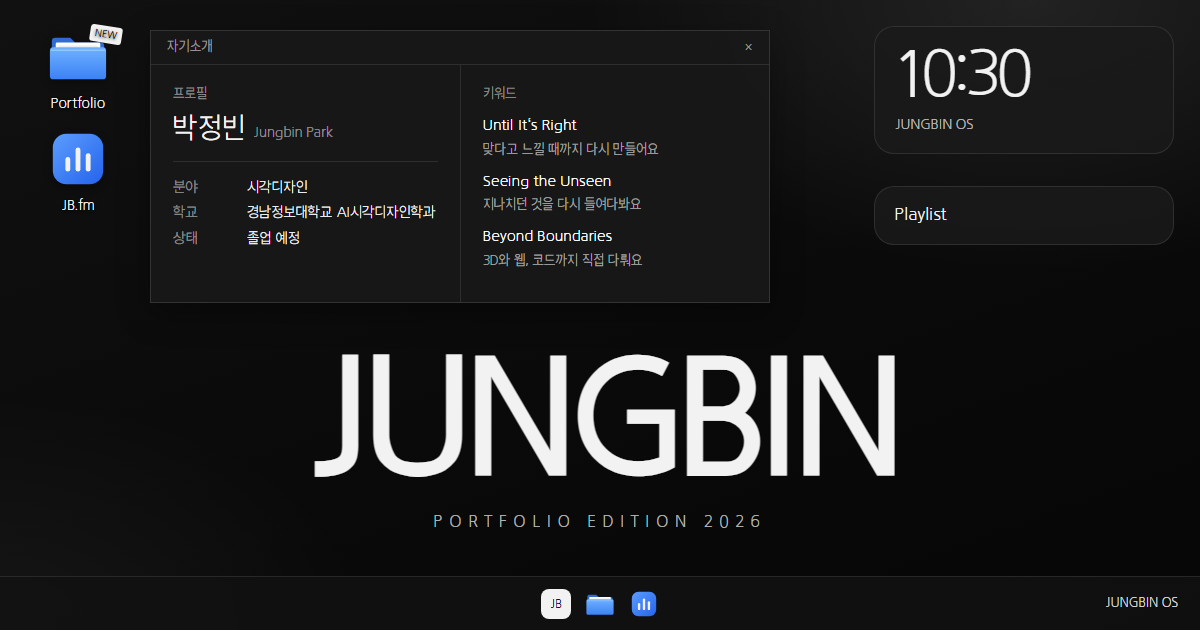 NEW
Portfolio
JB.fm
자기소개
×
프로필
박정빈 Jungbin Park
분야 시각디자인
학교 경남정보대학교 AI시각디자인학과
상태 졸업 예정
키워드
Until It's Right
맞다고 느낄 때까지 다시 만들어요
Seeing the Unseen
지나치던 것을 다시 들여다봐요
Beyond Boundaries
3D와 웹, 코드까지 직접 다뤄요
10:30
JUNGBIN OS
Playlist
JUNGBIN
PORTFOLIO EDITION 2026
JB
JUNGBIN OS